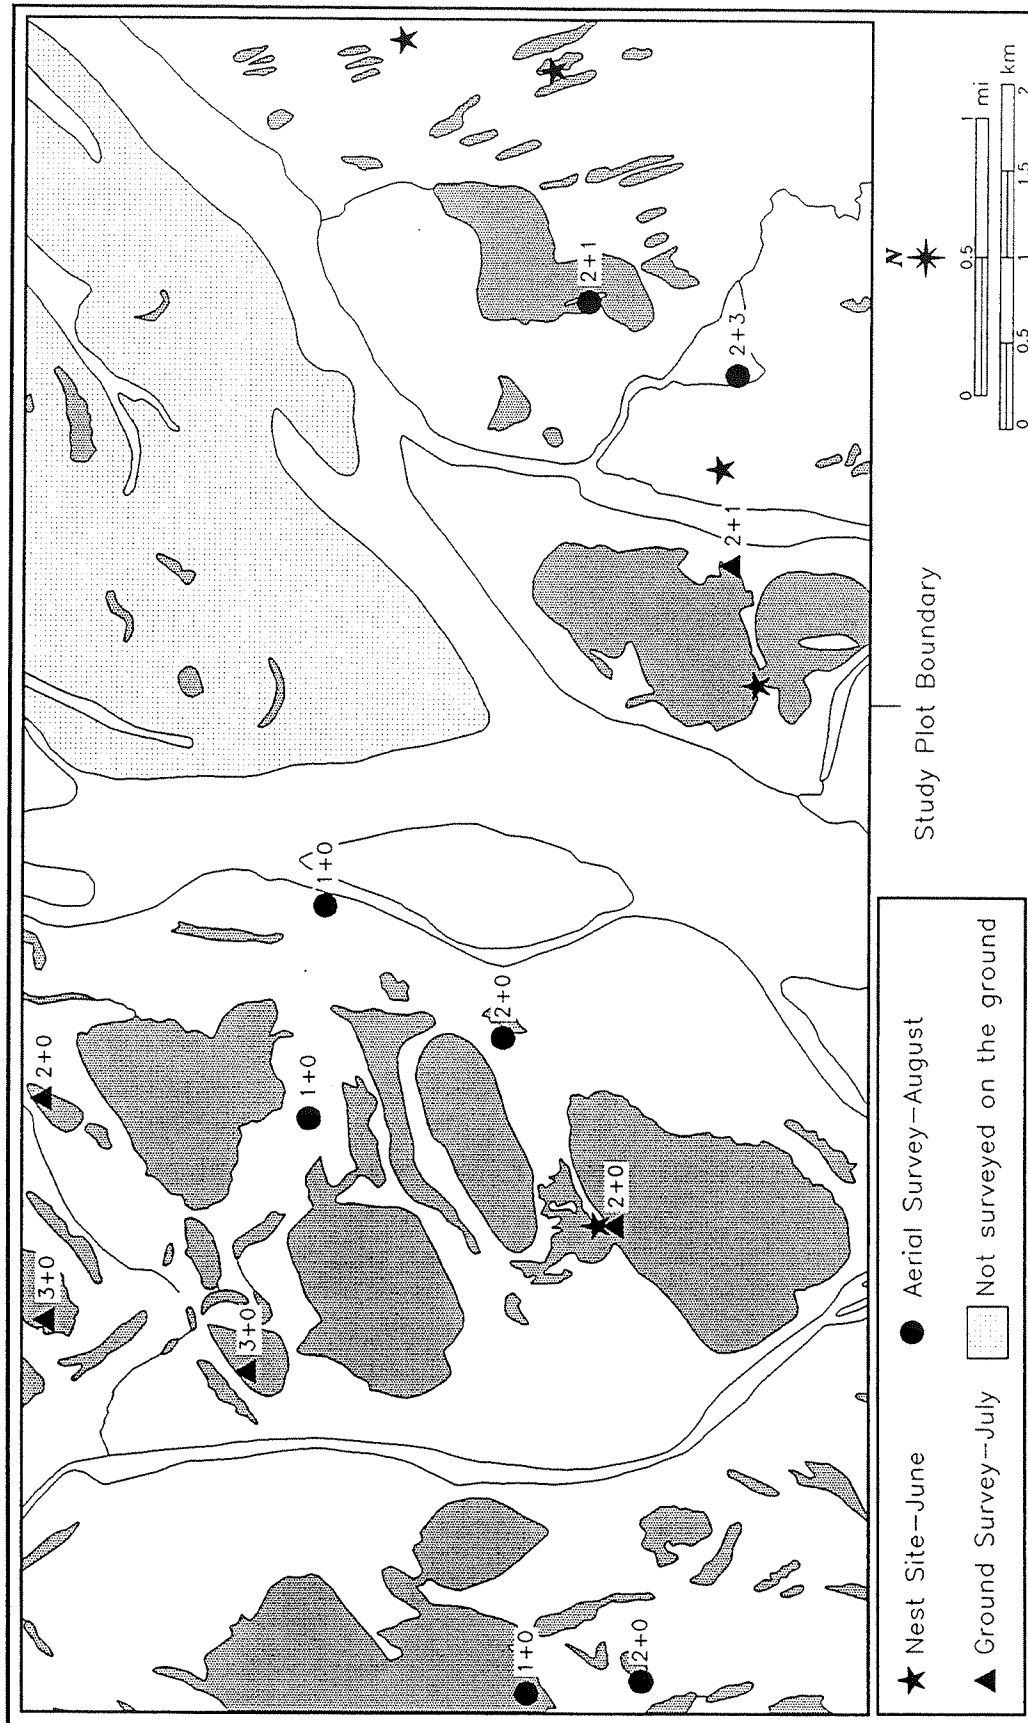 3+0
2+0
3+0
1+0
1+0
2+0
1+0
2+1
2+0
2+0
2+1
2+3
Nest Site–June
Aerial Survey–August
Ground Survey–July
Not surveyed on the ground
Study Plot Boundary
N
0 0.5 1 mi
km
0 0.5 1 1.5 2